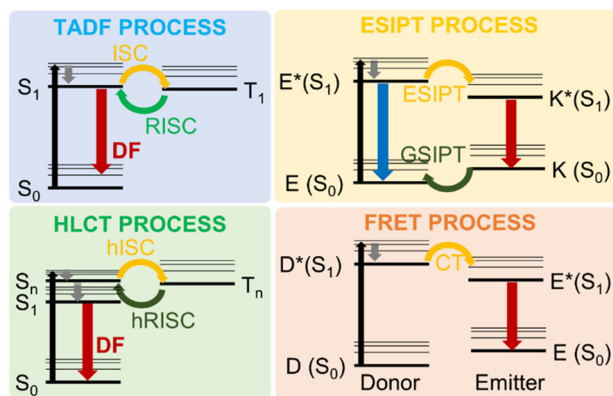 TADF PROCESS
ISC
S1
T1
RISC
DF
S0
ESIPT PROCESS
E*(S1)
ESIPT
K*(S1)
GSIPT
K (S0)
E (S0)
HLCT PROCESS
hISC
Sn
Tn
S1
hRISC
DF
S0
FRET PROCESS
D*(S1)
CT
E*(S1)
E (S0)
D (S0)
Donor Emitter